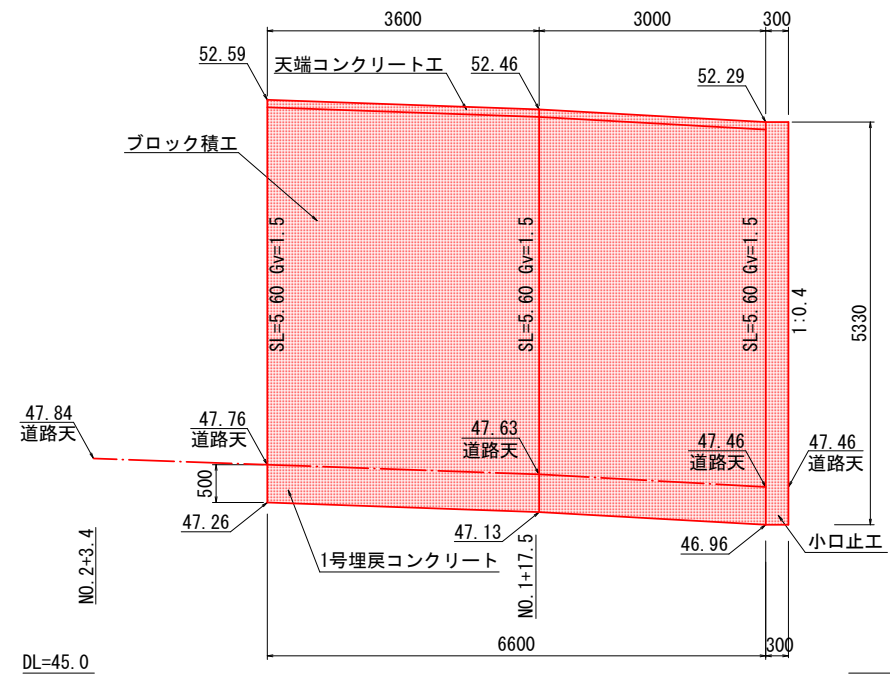 3600
3000
300
52.59
天端コンクリート工
52.46
52.29
ブロック積工
SL=5.60 Gv=1.5
SL=5.60 Gv=1.5
SL=5.60 Gv=1.5
1:0.4
5330
47.84
道路天
47.76
道路天
47.63
道路天
47.46
道路天
47.46
道路天
500
47.26
47.13
46.96
小口止工
1号埋戻コンクリート
NO.2+3.4
NO.1+17.5
6600
300
DL=45.0